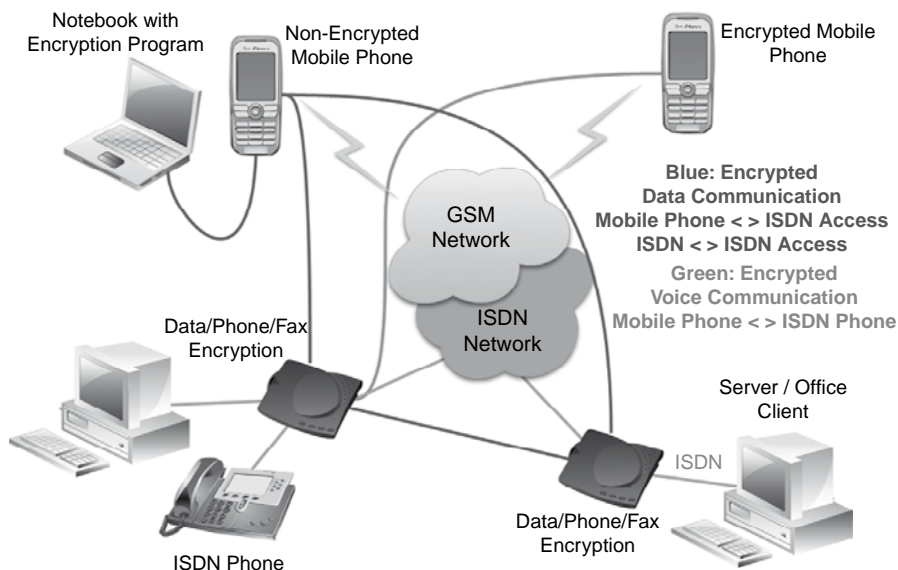 Notebook with
Encryption Program
Non-Encrypted
Mobile Phone
Encrypted Mobile
Phone
Blue: Encrypted
Data Communication
Mobile Phone < > ISDN Access
ISDN < > ISDN Access
Green: Encrypted
Voice Communication
Mobile Phone < > ISDN Phone
GSM
Network
ISDN
Network
Data/Phone/Fax
Encryption
Server / Office
Client
ISDN
Data/Phone/Fax
Encryption
ISDN Phone